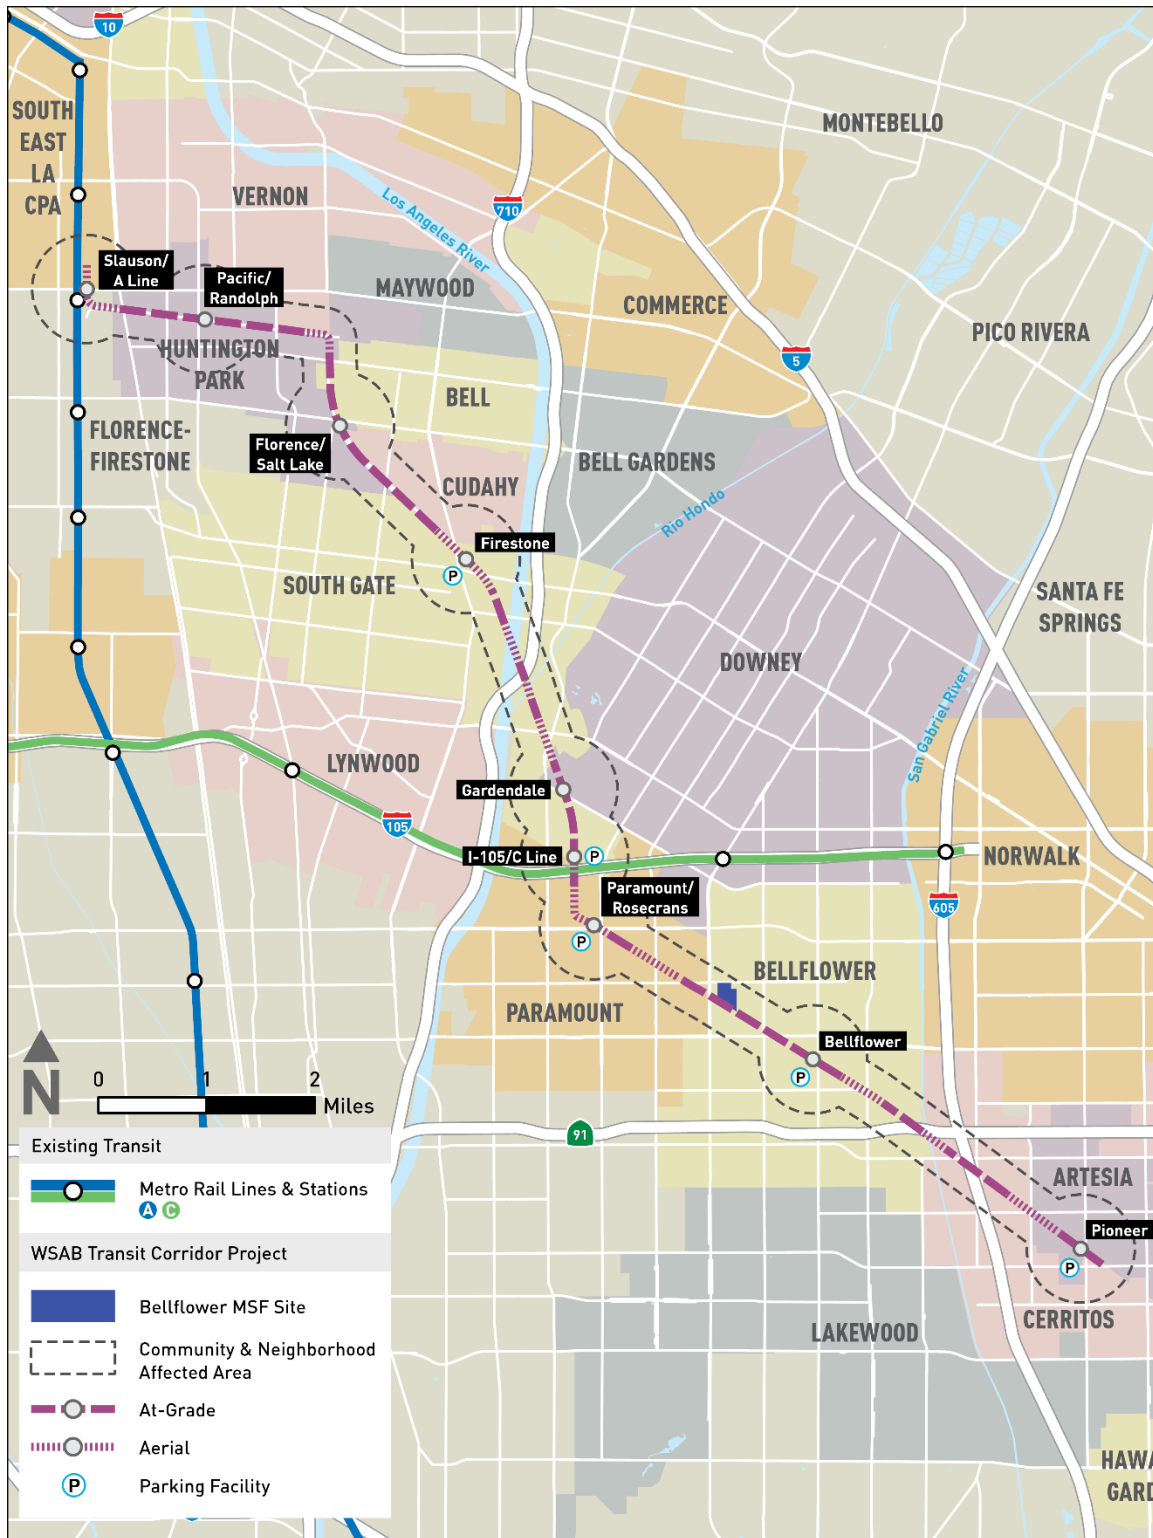 10
SOUTH
EAST
LA
CPA
MONTEBELLO
VERNON
Los Angeles River
710
Slauson/
A Line
Pacific/
Randolph
MAYWOOD
COMMERCE
PICO RIVERA
5
HUNTINGTON
PARK
BELL
FLORENCE-
FIRESTONE
Florence/
Salt Lake
BELL GARDENS
CUDAHY
Rio Hondo
Firestone
P
SOUTH GATE
SANTA FE
SPRINGS
DOWNEY
San Gabriel River
LYNWOOD
Gardendale
105
I-105/C Line
P
NORWALK
Paramount/
Rosecrans
605
P
BELLFLOWER
PARAMOUNT
Bellflower
P
N
0 1 2
Miles
91
ARTESIA
Pioneer
P
CERRITOS
LAKEWOOD
HAWA
GARD
Existing Transit
Metro Rail Lines & Stations
A C
WSAB Transit Corridor Project
Bellflower MSF Site
Community & Neighborhood
Affected Area
At-Grade
Aerial
P Parking Facility